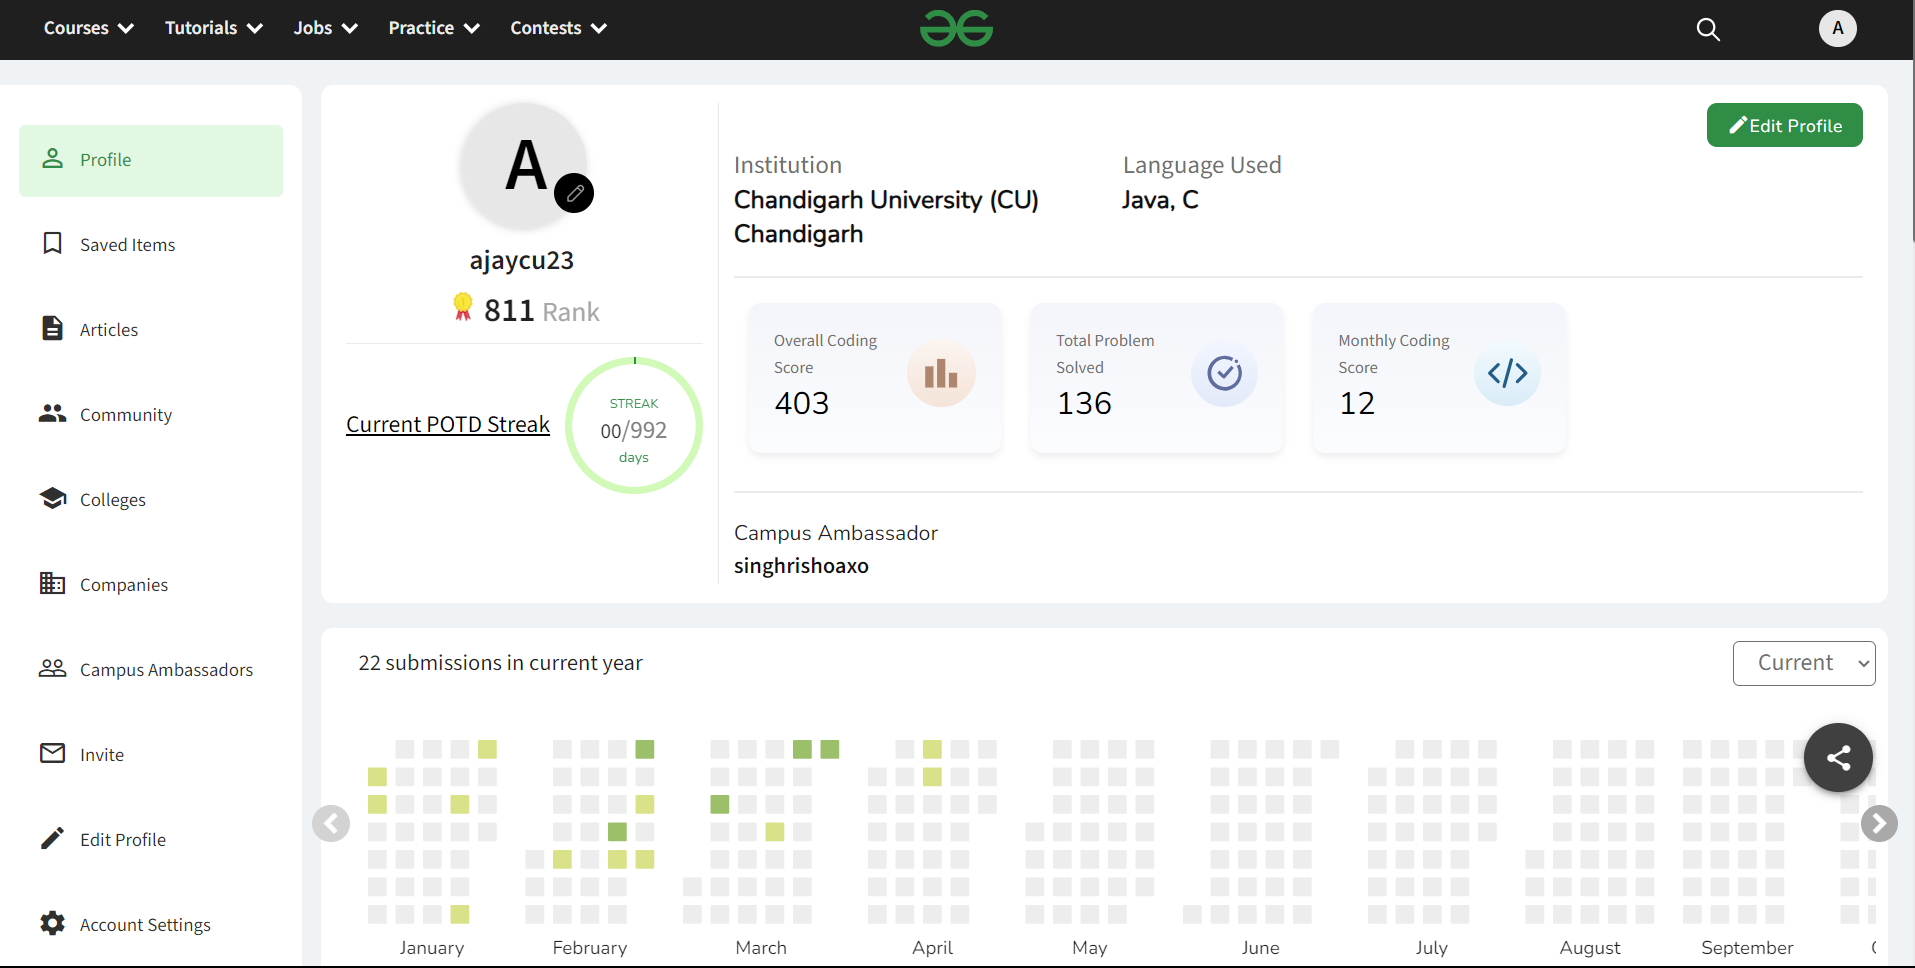 Courses Tutorials Jobs Practice Contests
A
Profile
Saved Items
Articles
Community
Colleges
Companies
Campus Ambassadors
Invite
Edit Profile
Account Settings
A
ajaycu23
811 Rank
Current POTD Streak
STREAK
00/992
days
Edit Profile
Institution
Chandigarh University (CU)
Chandigarh
Language Used
Java, C
Overall Coding
Score
403
Total Problem
Solved
136
Monthly Coding
Score
12
Campus Ambassador
singhrishoaxo
22 submissions in current year
Current
January February March April May June July August September